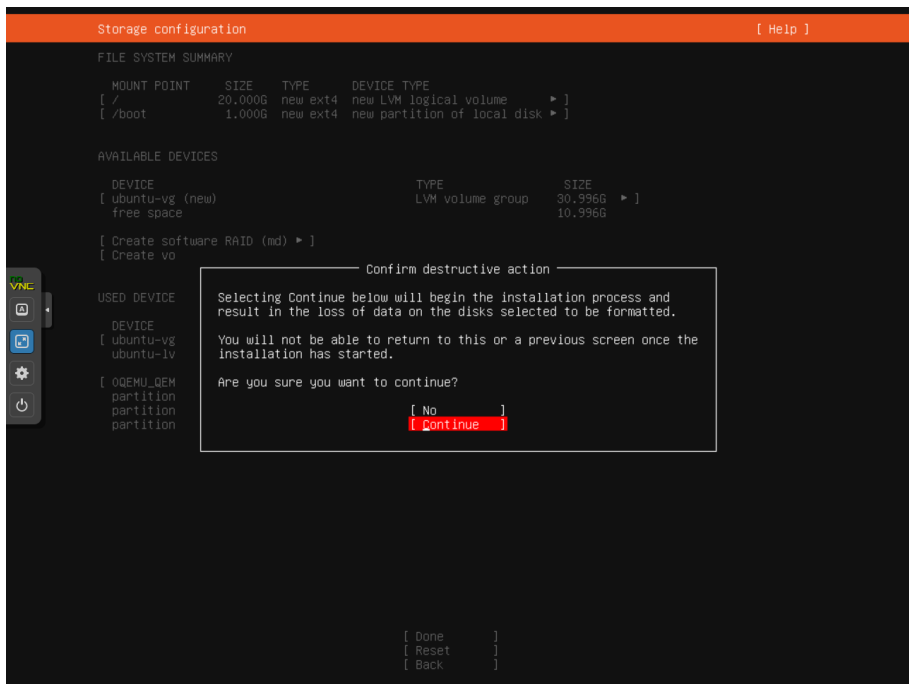 Storage configuration [ Help ]
FILE SYSTEM SUMMARY
MOUNT POINT SIZE TYPE DEVICE TYPE
[ / 20.000G new ext4 new LVM logical volume ► ]
[ /boot 1.000G new ext4 new partition of local disk ► ]
AVAILABLE DEVICES
DEVICE TYPE SIZE
[ ubuntu-vg (new) LVM volume group 30.996G ► ]
free space 10.996G
[ Create software RAID (md) ► ]
[ Create vo
Confirm destructive action
USED DEVICE
Selecting Continue below will begin the installation process and
result in the loss of data on the disks selected to be formatted.
DEVICE
[ ubuntu-vg
You will not be able to return to this or a previous screen once the
ubuntu-lv
installation has started.
[ 0QEMU_QEM
Are you sure you want to continue?
partition
partition
[ No ]
partition
[ Continue ]
[ Done ]
[ Reset ]
[ Back ]
noVNC
A